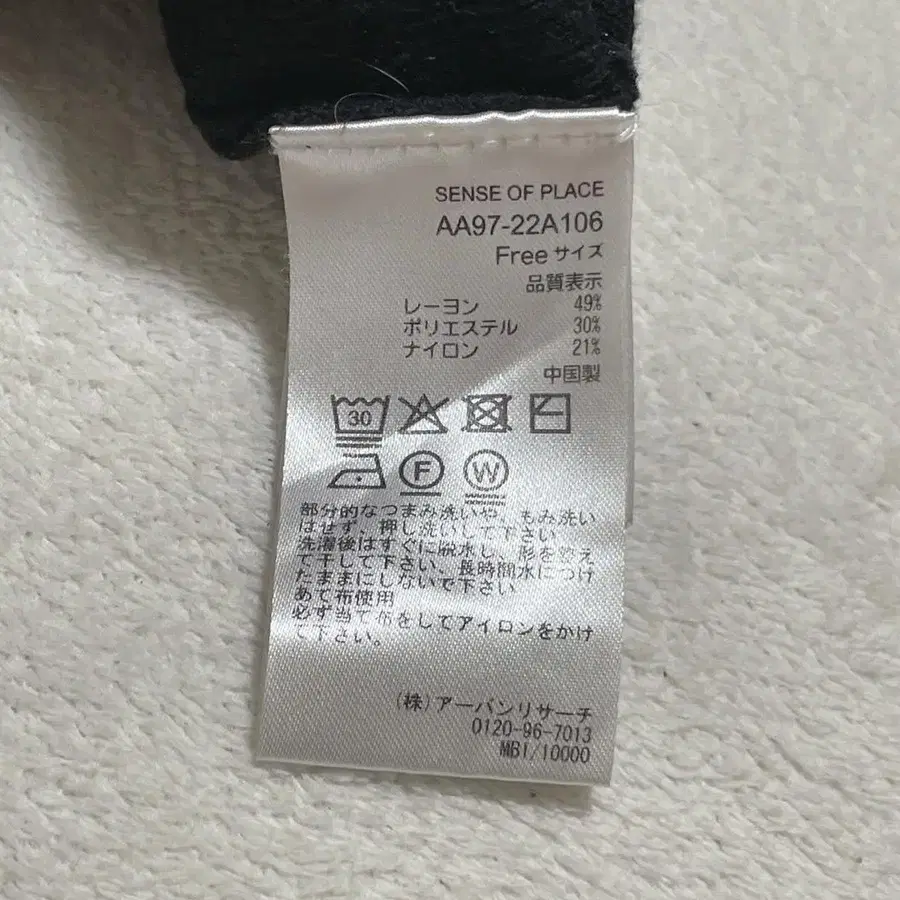 SENSE OF PLACE
AA97-22A106
Free サイズ
品質表示
レーヨン 49%
ポリエステル 30%
ナイロン 21%
中国製
30
F W
部分的なつまみ洗いや、もみ洗い
はせず、押し洗いして下さい
洗濯後はすぐに脱水し、形を整え
て干して下さい、長時間水につけ
たままにしないで下さい
あて布使用
必ず当て布をしてアイロンをかけ
て下さい。
(株)アーバンリサーチ
0120-96-7013
MBI/10000